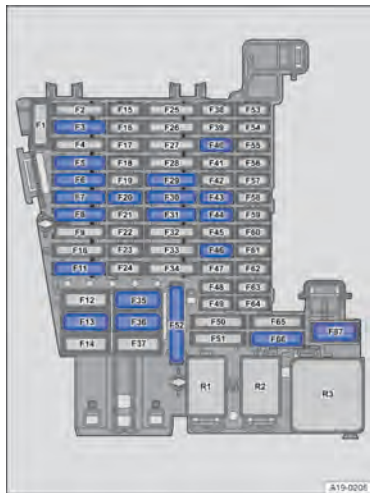 F2 F15 F25 F38 F53
F1
F3 F16 F26 F39 F54
F4 F17 F27 F40 F55
F5 F18 F28 F41 F56
F6 F19 F29 F42 F57
F7 F20 F30 F43 F58
F8 F21 F31 F44 F59
F9 F22 F32 F45 F60
F10 F23 F33 F46 F61
F11 F24 F34 F47 F62
F48 F63
F12 F35 F49 F64
F13 F36 F52 F50 F65 F67
F14 F37 F51 F66
R1 R2 R3
A19-0208